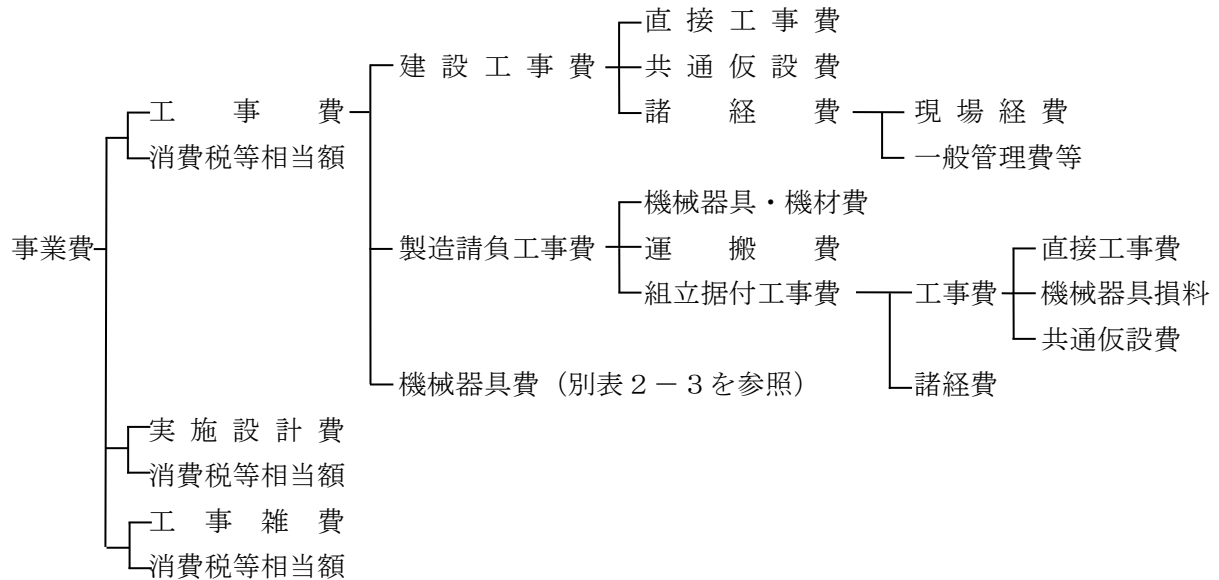 直接工事費
建設工事費 共通仮設費
工事費 諸経費 現場経費
消費税等相当額 一般管理費等
機械器具・機材費
事業費 製造請負工事費 運搬費 直接工事費
組立据付工事費 工事費 機械器具損料
共通仮設費
機械器具費（別表２－３を参照） 諸経費
実施設計費
消費税等相当額
工事雑費
消費税等相当額